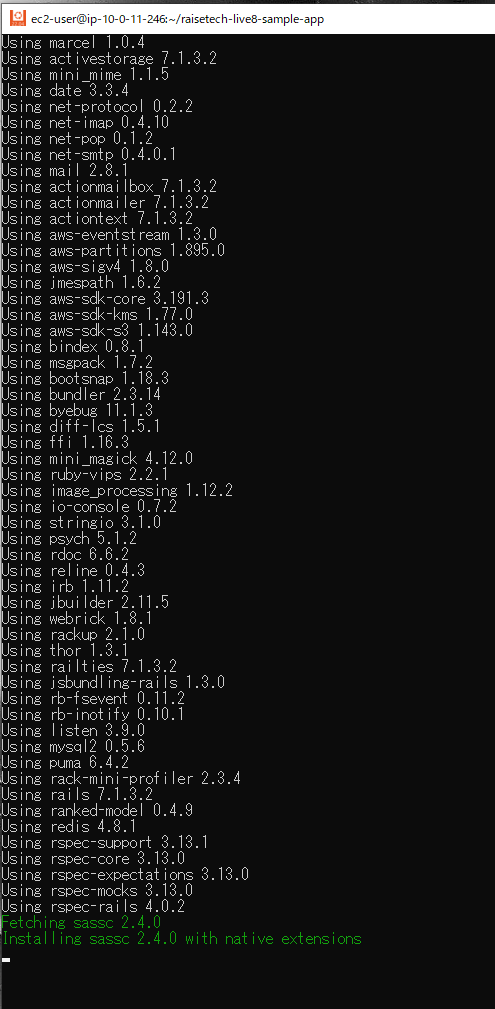 ec2-user@ip-10-0-11-246:~/raisetech-live8-sample-app
Using marcel 1.0.4
Using activestorage 7.1.3.2
Using mini_mime 1.1.5
Using date 3.3.4
Using net-protocol 0.2.2
Using net-imap 0.4.10
Using net-pop 0.1.2
Using net-smtp 0.4.0.1
Using mail 2.8.1
Using actionmailbox 7.1.3.2
Using actionmailer 7.1.3.2
Using actiontext 7.1.3.2
Using aws-eventstream 1.3.0
Using aws-partitions 1.895.0
Using aws-sigv4 1.8.0
Using jmespath 1.6.2
Using aws-sdk-core 3.191.3
Using aws-sdk-kms 1.77.0
Using aws-sdk-s3 1.143.0
Using bindex 0.8.1
Using msgpack 1.7.2
Using bootsnap 1.18.3
Using bundler 2.3.14
Using byebug 11.1.3
Using diff-lcs 1.5.1
Using ffi 1.16.3
Using mini_magick 4.12.0
Using ruby-vips 2.2.1
Using image_processing 1.12.2
Using io-console 0.7.2
Using stringio 3.1.0
Using psych 5.1.2
Using rdoc 6.6.2
Using reline 0.4.3
Using irb 1.11.2
Using jbuilder 2.11.5
Using webrick 1.8.1
Using rackup 2.1.0
Using thor 1.3.1
Using railties 7.1.3.2
Using jsbundling-rails 1.3.0
Using rb-fsevent 0.11.2
Using rb-inotify 0.10.1
Using listen 3.9.0
Using mysql2 0.5.6
Using puma 6.4.2
Using rack-mini-profiler 2.3.4
Using rails 7.1.3.2
Using ranked-model 0.4.9
Using redis 4.8.1
Using rspec-support 3.13.1
Using rspec-core 3.13.0
Using rspec-expectations 3.13.0
Using rspec-mocks 3.13.0
Using rspec-rails 4.0.2
Fetching sassc 2.4.0
Installing sassc 2.4.0 with native extensions